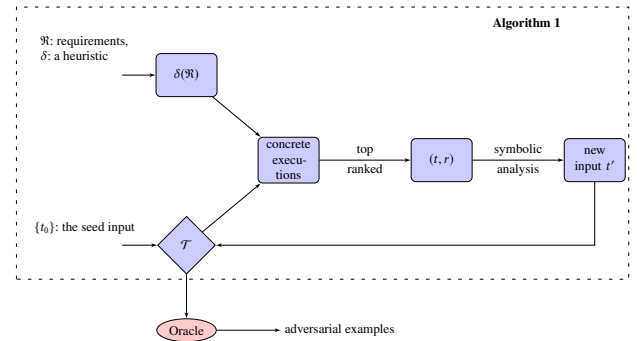 Algorithm 1
ℜ: requirements,
δ: a heuristic
δ(ℜ)
concrete
execu-
tions
top
ranked
(t, r)
symbolic
analysis
new
input t′
{t₀}: the seed input
𝒯
Oracle
adversarial examples